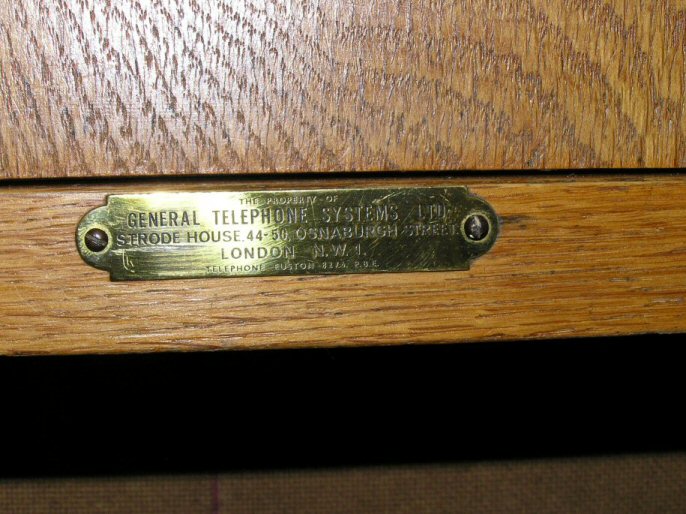 THE PROPERTY OF
GENERAL TELEPHONE SYSTEMS LTD.
STRODE HOUSE, 44-50, OSNABURGH STREET,
LONDON N.W.1.
TELEPHONE EUSTON P.B.E.